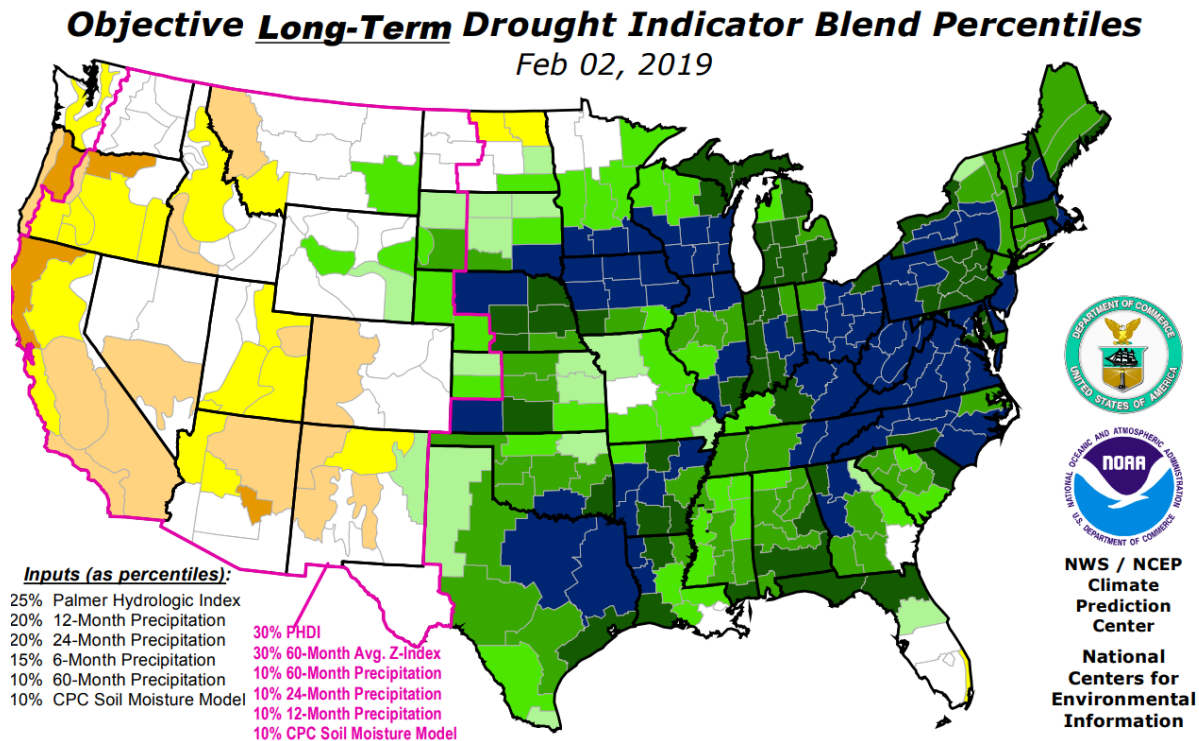 Objective Long-Term Drought Indicator Blend Percentiles
Feb 02, 2019
DEPARTMENT OF COMMERCE
UNITED STATES OF AMERICA
NATIONAL OCEANIC AND ATMOSPHERIC ADMINISTRATION
NOAA
U.S. DEPARTMENT OF COMMERCE
NWS / NCEP
Climate
Prediction
Center
National
Centers for
Environmental
Information
Inputs (as percentiles):
25% Palmer Hydrologic Index
20% 12-Month Precipitation
20% 24-Month Precipitation
15% 6-Month Precipitation
10% 60-Month Precipitation
10% CPC Soil Moisture Model
30% PHDI
30% 60-Month Avg. Z-Index
10% 60-Month Precipitation
10% 24-Month Precipitation
10% 12-Month Precipitation
10% CPC Soil Moisture Model